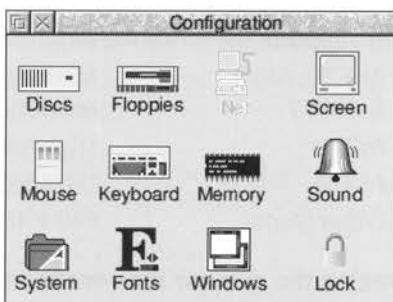 Configuration
Discs Floppies Net Screen
Mouse Keyboard Memory Sound
System Fonts Windows Lock